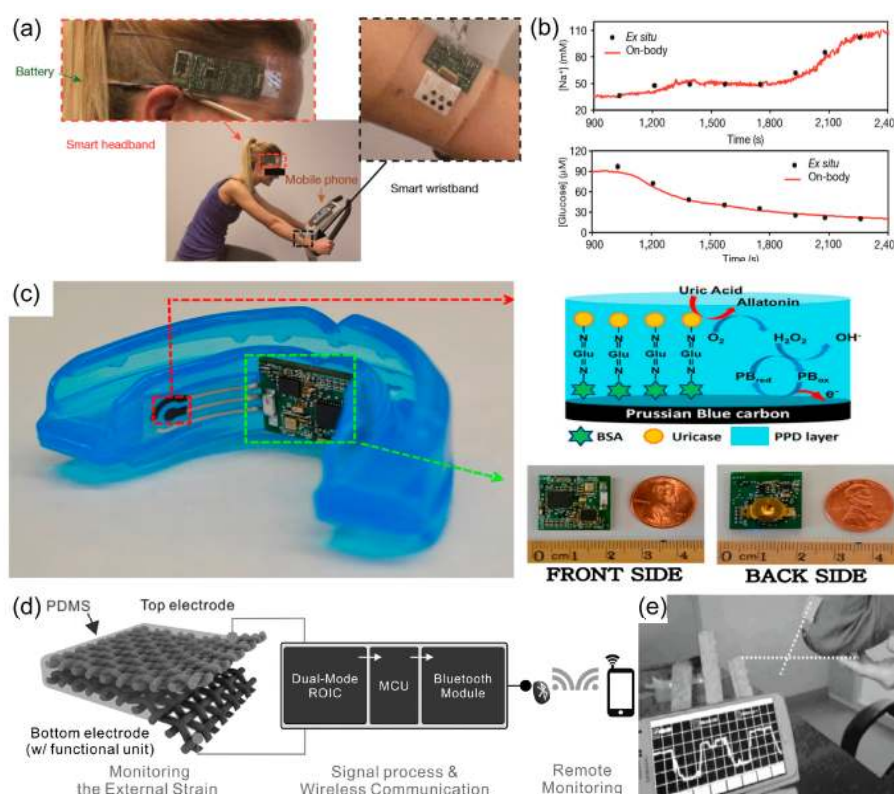 (a)
Battery
Smart headband
Mobile phone
Smart wristband
(b)
[Na+]
(mM)
110
80
50
20
Ex situ
On-body
900
1,200
1,500
1,800
2,100
2,40
Time (s)
[Glucose] (μM)
120
90
60
30
0
Ex situ
On-body
900
1,200
1,500
1,800
2,100
2,40
Time (s)
(c)
Uric Acid
Allatonin
O2
H2O2
OH-
N
Glu
N
N
Glu
N
N
Glu
N
N
Glu
N
PBred
PBox
e-
Prussian Blue carbon
BSA
Uricase
PPD layer
0 cm 1 2 3 4
FRONT SIDE
0 cm 1 2 3 4
BACK SIDE
(d)
PDMS
Top electrode
Bottom electrode
(w/ functional unit)
Monitoring
the External Strain
Dual-Mode
ROIC
MCU
Bluetooth
Module
Signal process &
Wireless Communication
Remote
Monitoring
(e)